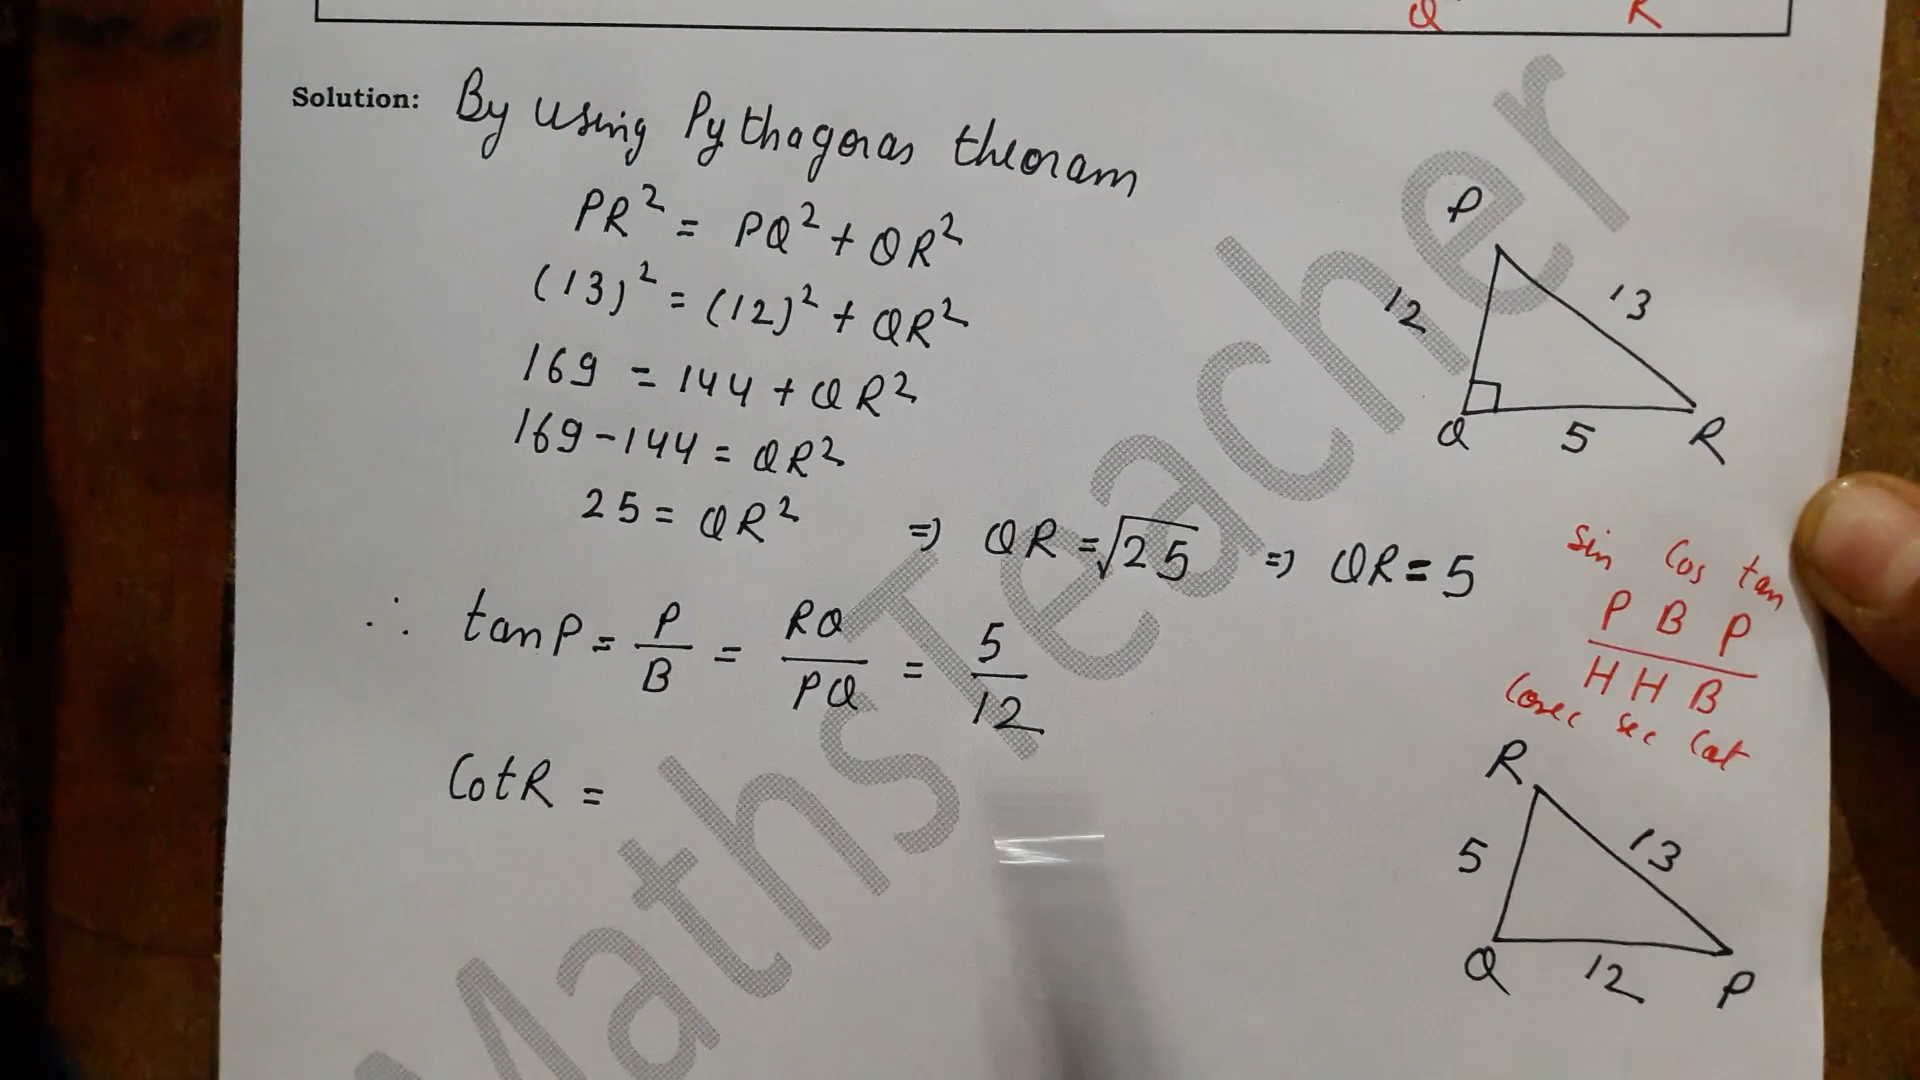 Q R
Solution: By using Pythagoras theoram
PR² = PQ² + QR²
(13)² = (12)² + QR²
169 = 144 + QR²
169 - 144 = QR²
25 = QR² ⇒ QR = √25 ⇒ QR = 5
∴ tan P = P/B = RQ/PQ = 5/12
Cot R =
P
12 13
Q 5 R
Sin Cos tan
P B P
H H B
Cosec Sec Cot
R
5 13
Q 12 P
Maths Teacher